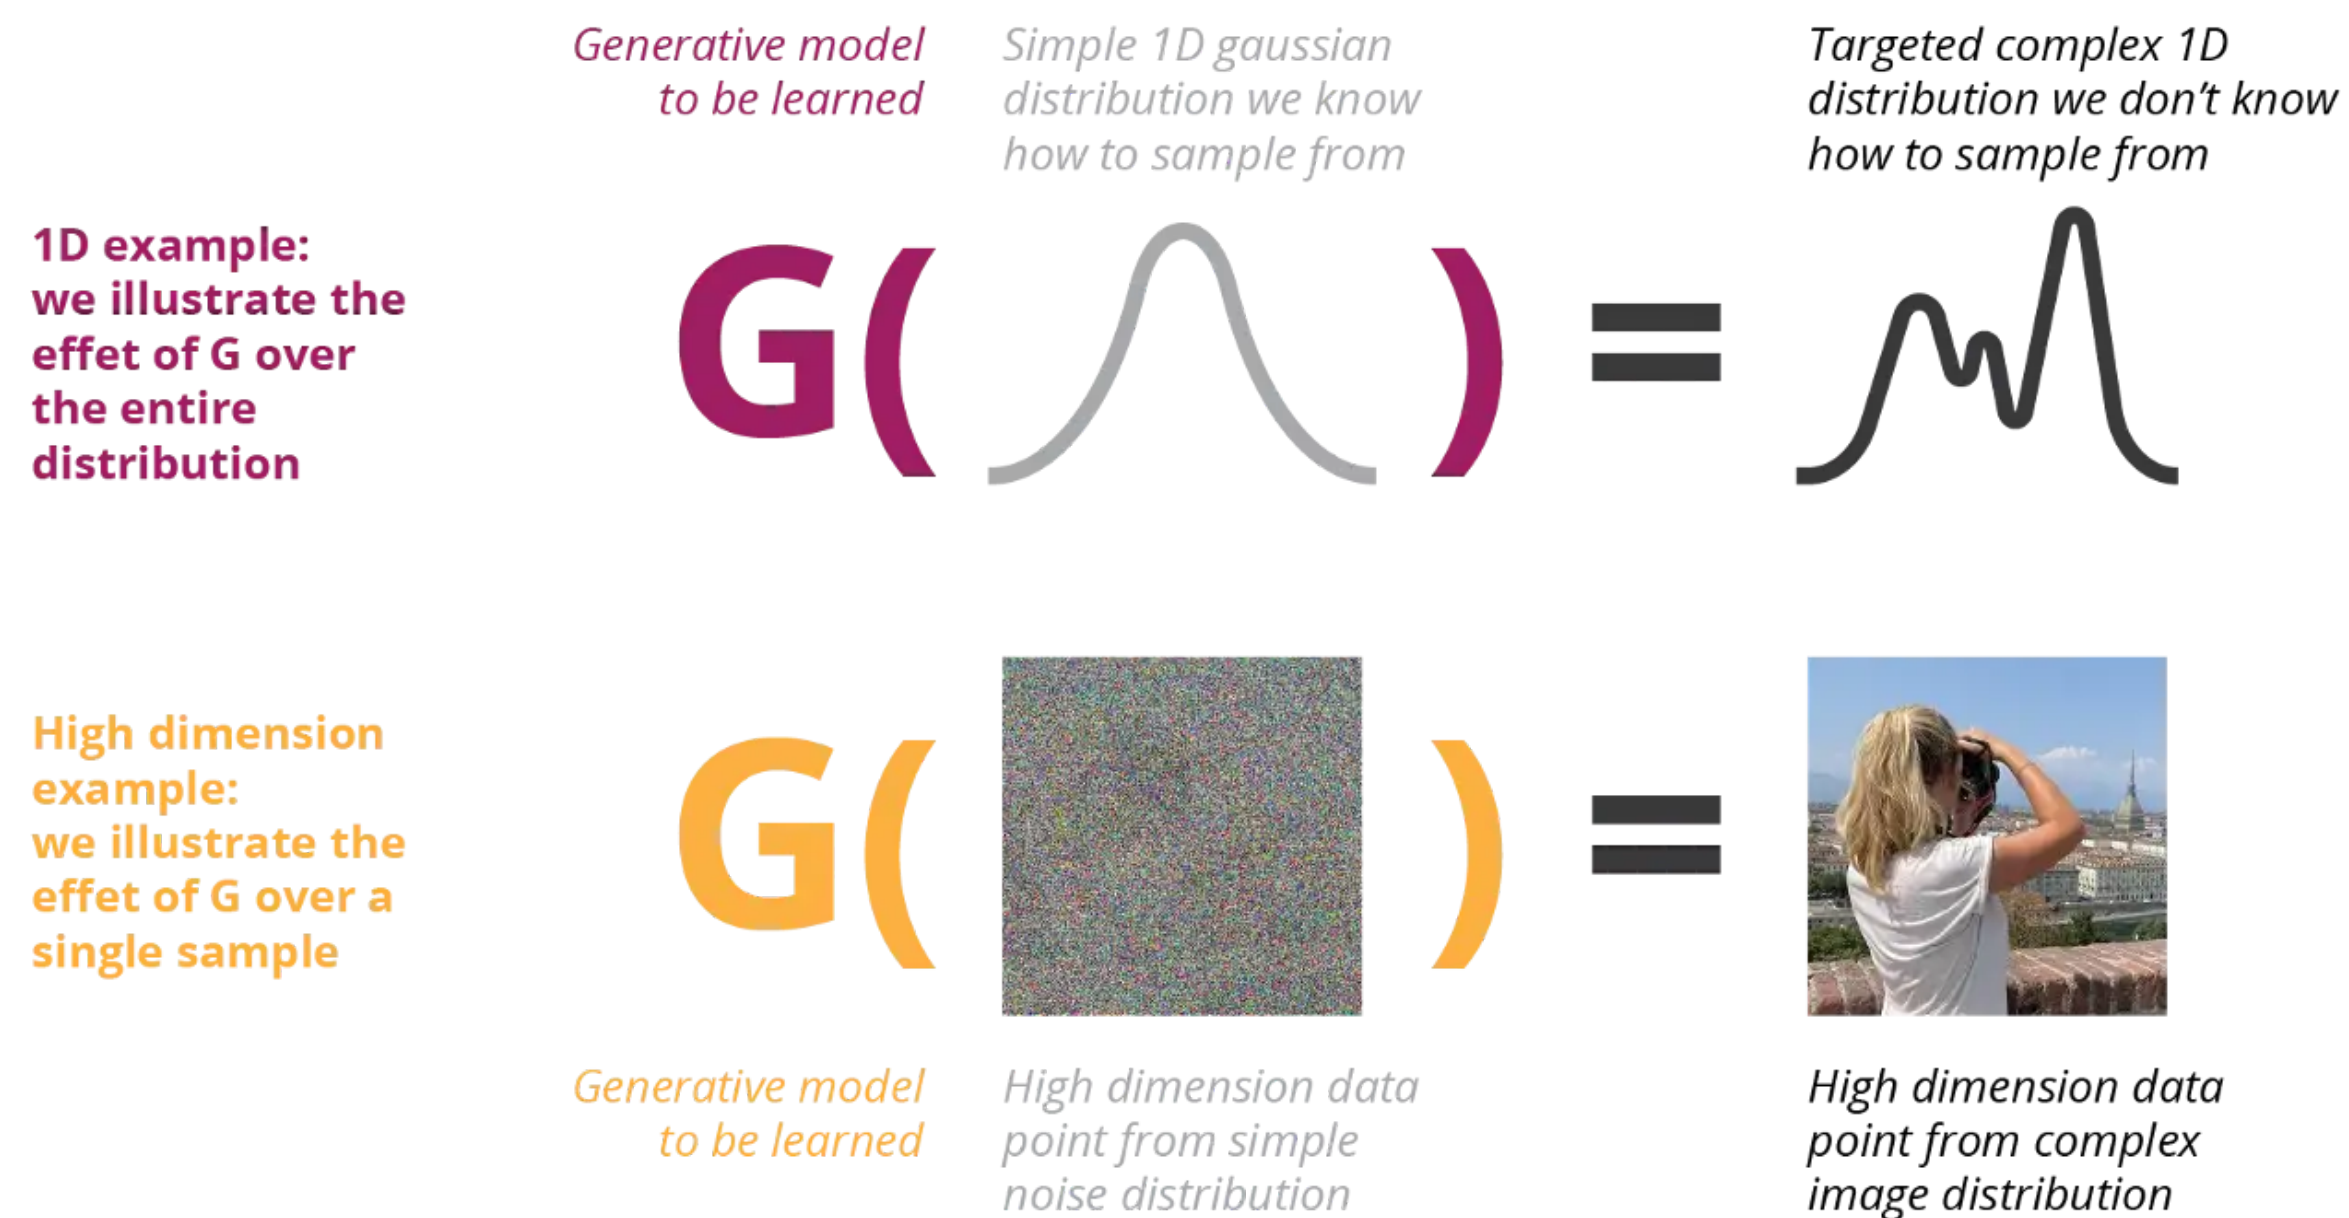 Generative model
to be learned
Simple 1D gaussian
distribution we know
how to sample from
Targeted complex 1D
distribution we don’t know
how to sample from
1D example:
we illustrate the
effet of G over
the entire
distribution
G( ) =
High dimension
example:
we illustrate the
effet of G over a
single sample
G( ) =
Generative model
to be learned
High dimension data
point from simple
noise distribution
High dimension data
point from complex
image distribution